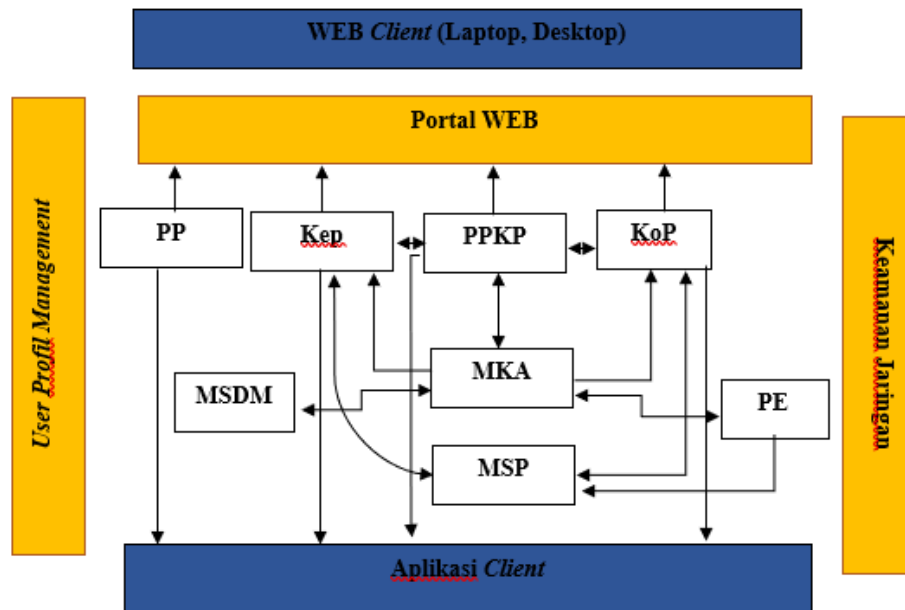 WEB Client (Laptop, Desktop)
Portal WEB
User Profil Management
Keamanan Jaringan
PP
Kep
PPKP
KoP
MSDM
MKA
PE
MSP
Aplikasi Client